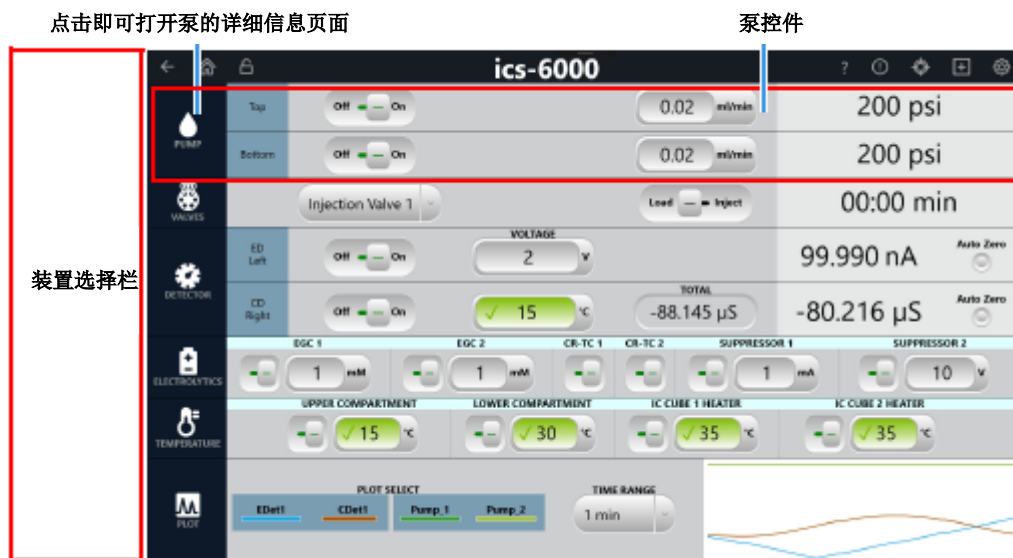 点击即可打开泵的详细信息页面
泵控件
ics-6000
?
装置选择栏
PUMP
Top Off On 0.02 ml/min 200 psi
Bottom Off On 0.02 ml/min 200 psi
VALVES
Injection Valve 1 Load Inject 00:00 min
DETECTOR
ED Left Off On VOLTAGE 2 V 99.990 nA Auto Zero
CD Right Off On 15 °C TOTAL -88.145 µS -80.216 µS Auto Zero
ELECTROLYTICS
EGC 1 EGC 2 CR-TC 1 CR-TC 2 SUPPRESSOR 1 SUPPRESSOR 2
1 mM 1 mM 1 mA 10 V
TEMPERATURE
UPPER COMPARTMENT LOWER COMPARTMENT IC CUBE 1 HEATER IC CUBE 2 HEATER
15 °C 30 °C 35 °C 35 °C
PLOT
PLOT SELECT TIME RANGE
EDet1 CDet1 Pump_1 Pump_2 1 min